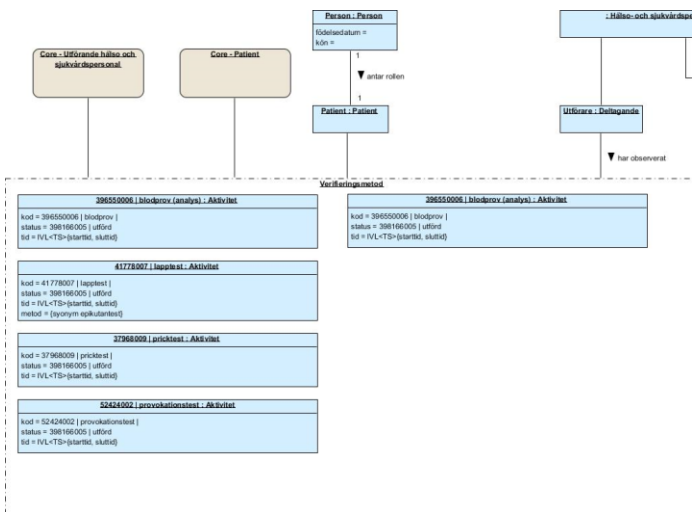 Person : Person
födelsedatum =
kön =
: Hälso- och sjukvårdspe
Core - Utförande hälso och
sjukvårdspersonal
Core - Patient
1
antar rollen
1
Patient : Patient
Utförare : Deltagande
har observerat
Verifieringsmetod
396550006 | blodprov (analys) : Aktivitet
kod = 396550006 | blodprov |
status = 398166005 | utförd
tid = IVL<TS>{starttid, sluttid}
396550006 | blodprov (analys) : Aktivitet
kod = 396550006 | blodprov |
status = 398166005 | utförd
tid = IVL<TS>{starttid, sluttid}
41778007 | lapptest : Aktivitet
kod = 41778007 | lapptest |
status = 398166005 | utförd
tid = IVL<TS>{starttid, sluttid}
metod = {synonym epikutantest}
37968009 | pricktest : Aktivitet
kod = 37968009 | pricktest |
status = 398166005 | utförd
tid = IVL<TS>{starttid, sluttid}
52424002 | provokationstest : Aktivitet
kod = 52424002 | provokationstest |
status = 398166005 | utförd
tid = IVL<TS>{starttid, sluttid}